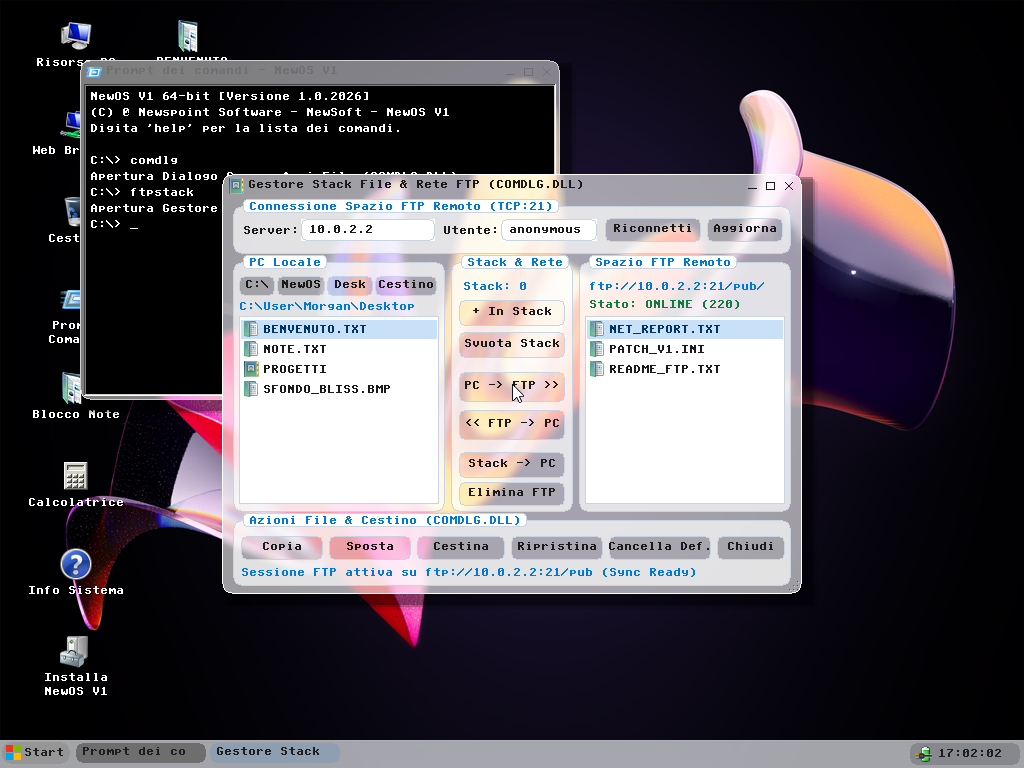 Risorse
BENVENUTO
Prompt dei comandi - NewOS V1
NewOS V1 64-bit [Versione 1.0.2026]
(C) @ Newspoint Software - NewSoft - NewOS V1
Digita 'help' per la lista dei comandi.
C:\> comdlg
Apertura Dialogo
C:\> ftpstack
Apertura Gestore
C:\> _
Web Br
Cest
Pro
Coma
Blocco Note
Calcolatrice
Info Sistema
Installa
NewOS V1
Gestore Stack File & Rete FTP (COMDLG.DLL)
Connessione Spazio FTP Remoto (TCP:21)
Server: 10.0.2.2 Utente: anonymous Riconnetti Aggiorna
PC Locale
C:\ NewOS Desk Cestino
C:\User\Morgan\Desktop
BENVENUTO.TXT
NOTE.TXT
PROGETTI
SFONDO_BLISS.BMP
Stack & Rete
Stack: 0
+ In Stack
Svuota Stack
PC -> FTP >>
<< FTP -> PC
Stack -> PC
Elimina FTP
Spazio FTP Remoto
ftp://10.0.2.2:21/pub/
Stato: ONLINE (220)
NET_REPORT.TXT
PATCH_V1.INI
README_FTP.TXT
Azioni File & Cestino (COMDLG.DLL)
Copia Sposta Cestina Ripristina Cancella Def. Chiudi
Sessione FTP attiva su ftp://10.0.2.2:21/pub (Sync Ready)
Start Prompt dei co Gestore Stack 17:02:02